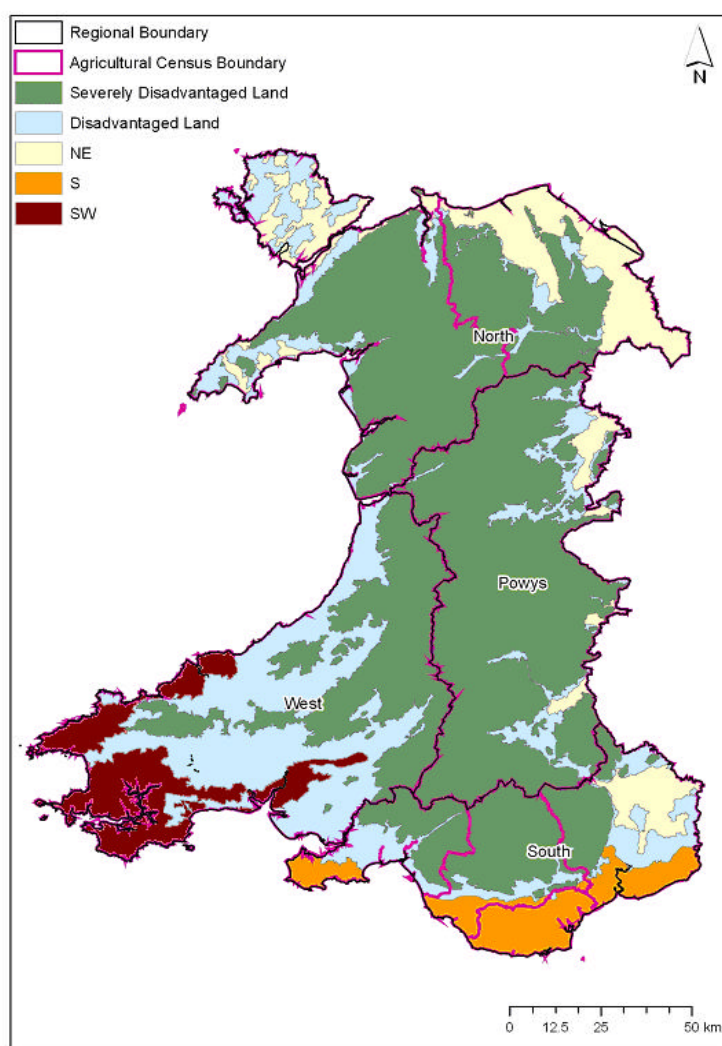 Regional Boundary
Agricultural Census Boundary
Severely Disadvantaged Land
Disadvantaged Land
NE
S
SW
N
North
Powys
West
South
0 12.5 25 50 km